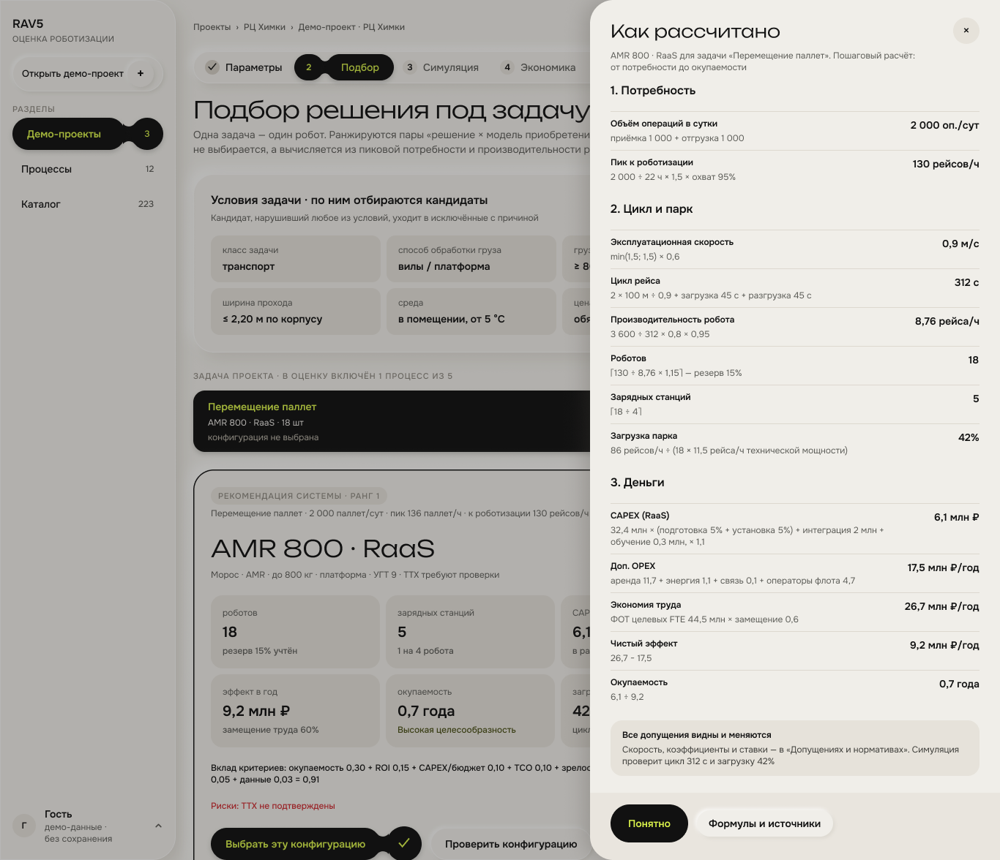 RAV5
ОЦЕНКА РОБОТИЗАЦИИ
Открыть демо-проект +
РАЗДЕЛЫ
Демо-проекты 3
Процессы 12
Каталог 223
Г
Гость
демо-данные ·
без сохранения
Проекты › РЦ Химки › Демо-проект · РЦ Химки
Параметры 2 Подбор 3 Симуляция 4 Экономика
Подбор решения под задачу
Одна задача — один робот. Ранжируются пары «решение × модель приобретени
не выбирается, а вычисляется из пиковой потребности и производительности р
Условия задачи · по ним отбираются кандидаты
Кандидат, нарушивший любое из условий, уходит в исключённые с причиной
класс задачи
транспорт
способ обработки груза
вилы / платформа
груз
≥ 8
ширина прохода
≤ 2,20 м по корпусу
среда
в помещении, от 5 °C
цен
обя
ЗАДАЧА ПРОЕКТА · В ОЦЕНКУ ВКЛЮЧЁН 1 ПРОЦЕСС ИЗ 5
Перемещение паллет
AMR 800 · RaaS · 18 шт
конфигурация не выбрана
РЕКОМЕНДАЦИЯ СИСТЕМЫ · РАНГ 1
Перемещение паллет · 2 000 паллет/сут · пик 136 паллет/ч · к роботизации 130 рейсов/ч
AMR 800 · RaaS
Морос · AMR · до 800 кг · платформа · УГТ 9 · ТТХ требуют проверки
роботов
18
резерв 15% учтён
зарядных станций
5
1 на 4 робота
CAP
6,1
в ра
эффект в год
9,2 млн ₽
замещение труда 60%
окупаемость
0,7 года
Высокая целесообразность
загр
42
цикл
Вклад критериев: окупаемость 0,30 + ROI 0,15 + CAPEX/бюджет 0,10 + TCO 0,10 + зрелос
0,05 + данные 0,03 = 0,91
Риски: ТТХ не подтверждены
Выбрать эту конфигурацию
Проверить конфигурацию
Как рассчитано
×
AMR 800 · RaaS для задачи «Перемещение паллет». Пошаговый расчёт:
от потребности до окупаемости
1. Потребность
Объём операций в сутки 2 000 оп./сут
приёмка 1 000 + отгрузка 1 000
Пик к роботизации 130 рейсов/ч
2 000 ÷ 22 ч × 1,5 × охват 95%
2. Цикл и парк
Эксплуатационная скорость 0,9 м/с
min(1,5; 1,5) × 0,6
Цикл рейса 312 с
2 × 100 м ÷ 0,9 + загрузка 45 с + разгрузка 45 с
Производительность робота 8,76 рейса/ч
3 600 ÷ 312 × 0,8 × 0,95
Роботов 18
⌈130 ÷ 8,76 × 1,15⌉ — резерв 15%
Зарядных станций 5
⌈18 ÷ 4⌉
Загрузка парка 42%
86 рейсов/ч ÷ (18 × 11,5 рейса/ч технической мощности)
3. Деньги
CAPEX (RaaS) 6,1 млн ₽
32,4 млн × (подготовка 5% + установка 5%) + интеграция 2 млн +
обучение 0,3 млн, × 1,1
Доп. OPEX 17,5 млн ₽/год
аренда 11,7 + энергия 1,1 + связь 0,1 + операторы флота 4,7
Экономия труда 26,7 млн ₽/год
ФОТ целевых FTE 44,5 млн × замещение 0,6
Чистый эффект 9,2 млн ₽/год
26,7 − 17,5
Окупаемость 0,7 года
6,1 ÷ 9,2
Все допущения видны и меняются
Скорость, коэффициенты и ставки — в «Допущениях и нормативах». Симуляция
проверит цикл 312 с и загрузку 42%
Понятно
Формулы и источники